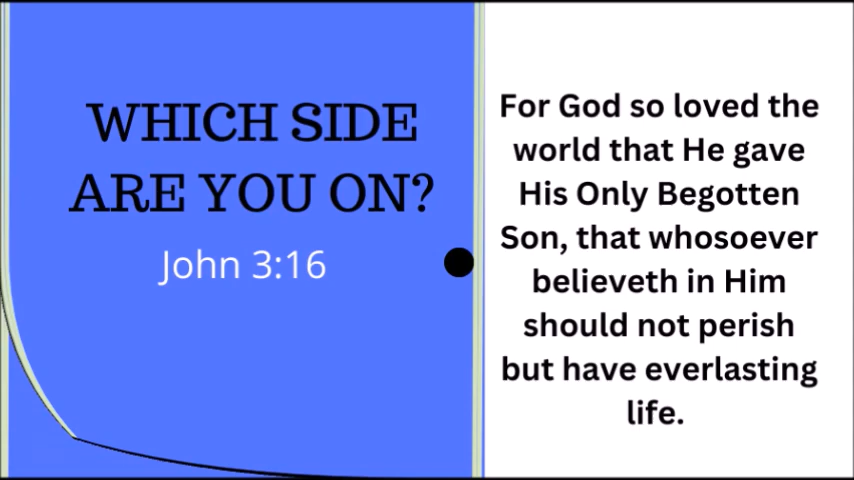 WHICH SIDE
ARE YOU ON?
John 3:16
For God so loved the
world that He gave
His Only Begotten
Son, that whosoever
believeth in Him
should not perish
but have everlasting
life.